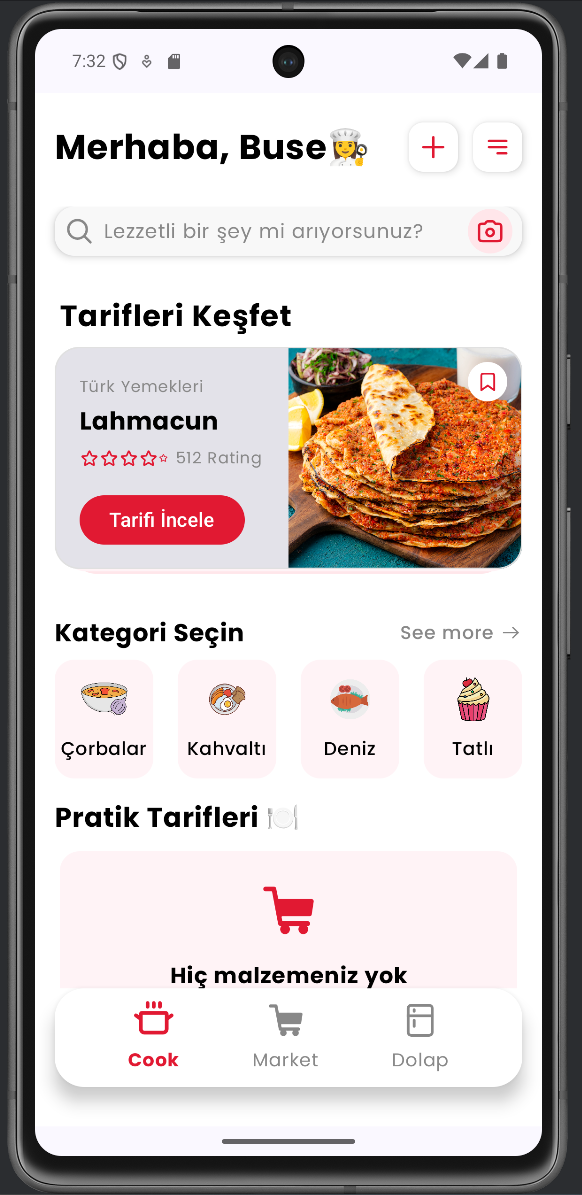 7:32
Merhaba, Buse
Lezzetli bir şey mi arıyorsunuz?
Tarifleri Keşfet
Türk Yemekleri
Lahmacun
512 Rating
Tarifi İncele
Kategori Seçin
See more
Çorbalar
Kahvaltı
Deniz
Tatlı
Pratik Tarifleri
Hiç malzemeniz yok
Cook
Market
Dolap